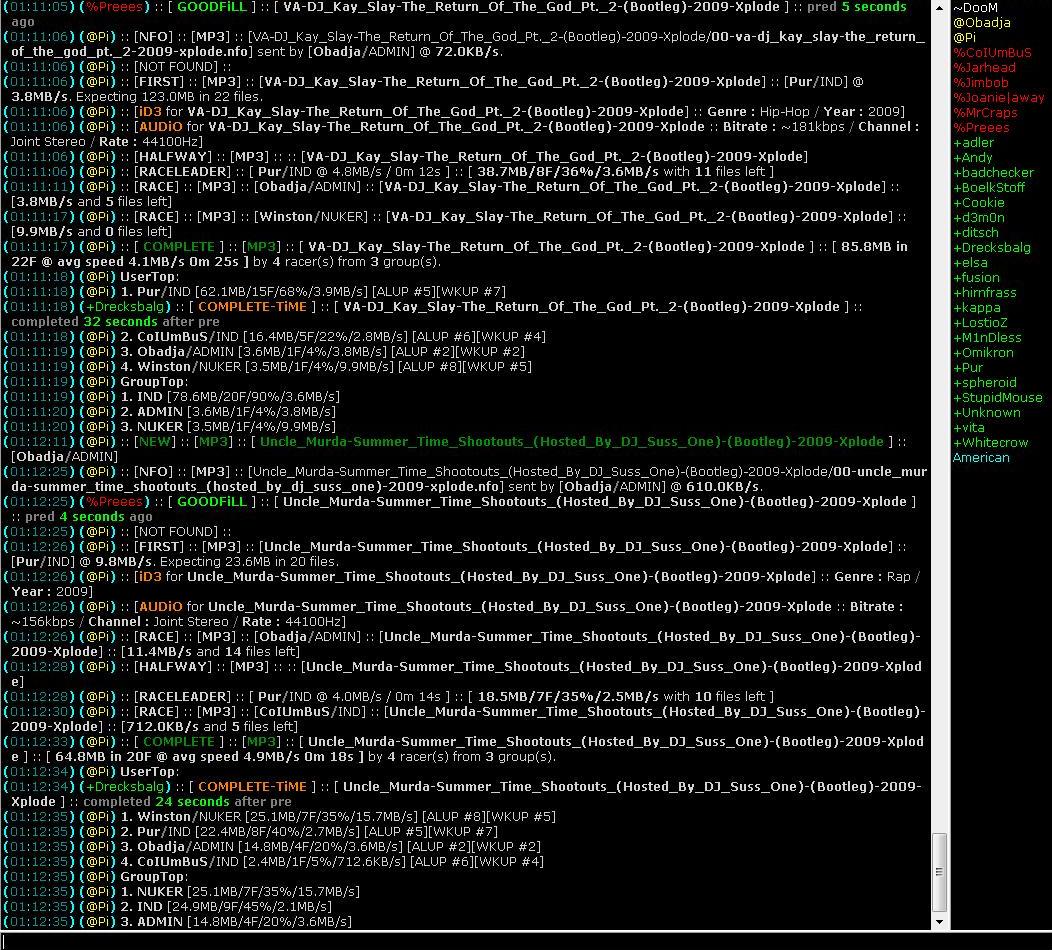 (01:11:05) (%Preees) :: [ GOODFiLL ] :: [ VA-DJ_Kay_Slay-The_Return_Of_The_God_Pt._2-(Bootleg)-2009-Xplode ] :: pred 5 seconds
ago
(01:11:06) (@Pi) :: [NFO] :: [MP3] :: [VA-DJ_Kay_Slay-The_Return_Of_The_God_Pt._2-(Bootleg)-2009-Xplode/00-va-dj_kay_slay-the_return_
of_the_god_pt._2-2009-xplode.nfo] sent by [Obadja/ADMIN] @ 72.0KB/s.
(01:11:06) (@Pi) :: [NOT FOUND] ::
(01:11:06) (@Pi) :: [FIRST] :: [MP3] :: [VA-DJ_Kay_Slay-The_Return_Of_The_God_Pt._2-(Bootleg)-2009-Xplode] :: [Pur/IND] @
3.8MB/s. Expecting 123.0MB in 22 files.
(01:11:06) (@Pi) :: [iD3 for VA-DJ_Kay_Slay-The_Return_Of_The_God_Pt._2-(Bootleg)-2009-Xplode] :: Genre : Hip-Hop / Year : 2009]
(01:11:06) (@Pi) :: [AUDiO for VA-DJ_Kay_Slay-The_Return_Of_The_God_Pt._2-(Bootleg)-2009-Xplode :: Bitrate : ~181kbps / Channel :
Joint Stereo / Rate : 44100Hz]
(01:11:06) (@Pi) :: [HALFWAY] :: [MP3] :: :: [VA-DJ_Kay_Slay-The_Return_Of_The_God_Pt._2-(Bootleg)-2009-Xplode]
(01:11:06) (@Pi) :: [RACELEADER] :: [ Pur/IND @ 4.8MB/s / 0m 12s ] :: [ 38.7MB/8F/36%/3.6MB/s with 11 files left ]
(01:11:11) (@Pi) :: [RACE] :: [MP3] :: [Obadja/ADMIN] :: [VA-DJ_Kay_Slay-The_Return_Of_The_God_Pt._2-(Bootleg)-2009-Xplode] ::
[3.8MB/s and 5 files left]
(01:11:17) (@Pi) :: [RACE] :: [MP3] :: [Winston/NUKER] :: [VA-DJ_Kay_Slay-The_Return_Of_The_God_Pt._2-(Bootleg)-2009-Xplode] ::
[9.9MB/s and 0 files left]
(01:11:17) (@Pi) :: [ COMPLETE ] :: [MP3] :: [ VA-DJ_Kay_Slay-The_Return_Of_The_God_Pt._2-(Bootleg)-2009-Xplode ] :: [ 85.8MB in
22F @ avg speed 4.1MB/s 0m 25s ] by 4 racer(s) from 3 group(s).
(01:11:18) (@Pi) UserTop:
(01:11:18) (@Pi) 1. Pur/IND [62.1MB/15F/68%/3.9MB/s] [ALUP #5][WKUP #7]
(01:11:18) (+Drecksbalg) :: [ COMPLETE-TiME ] :: [ VA-DJ_Kay_Slay-The_Return_Of_The_God_Pt._2-(Bootleg)-2009-Xplode ] ::
completed 32 seconds after pre
(01:11:18) (@Pi) 2. CoIUmBuS/IND [16.4MB/5F/22%/2.8MB/s] [ALUP #6][WKUP #4]
(01:11:19) (@Pi) 3. Obadja/ADMIN [3.6MB/1F/4%/3.8MB/s] [ALUP #2][WKUP #2]
(01:11:19) (@Pi) 4. Winston/NUKER [3.5MB/1F/4%/9.9MB/s] [ALUP #8][WKUP #5]
(01:11:19) (@Pi) GroupTop:
(01:11:19) (@Pi) 1. IND [78.6MB/20F/90%/3.6MB/s]
(01:11:20) (@Pi) 2. ADMIN [3.6MB/1F/4%/3.8MB/s]
(01:11:20) (@Pi) 3. NUKER [3.5MB/1F/4%/9.9MB/s]
(01:12:11) (@Pi) :: [NEW] :: [MP3] :: [ Uncle_Murda-Summer_Time_Shootouts_(Hosted_By_DJ_Suss_One)-(Bootleg)-2009-Xplode ] ::
[Obadja/ADMIN]
(01:12:25) (@Pi) :: [NFO] :: [MP3] :: [Uncle_Murda-Summer_Time_Shootouts_(Hosted_By_DJ_Suss_One)-(Bootleg)-2009-Xplode/00-uncle_mur
da-summer_time_shootouts_(hosted_by_dj_suss_one)-2009-xplode.nfo] sent by [Obadja/ADMIN] @ 610.0KB/s.
(01:12:25) (%Preees) :: [ GOODFiLL ] :: [ Uncle_Murda-Summer_Time_Shootouts_(Hosted_By_DJ_Suss_One)-(Bootleg)-2009-Xplode ]
:: pred 4 seconds ago
(01:12:25) (@Pi) :: [NOT FOUND] ::
(01:12:26) (@Pi) :: [FIRST] :: [MP3] :: [Uncle_Murda-Summer_Time_Shootouts_(Hosted_By_DJ_Suss_One)-(Bootleg)-2009-Xplode] ::
[Pur/IND] @ 9.8MB/s. Expecting 23.6MB in 20 files.
(01:12:26) (@Pi) :: [iD3 for Uncle_Murda-Summer_Time_Shootouts_(Hosted_By_DJ_Suss_One)-(Bootleg)-2009-Xplode] :: Genre : Rap /
Year : 2009]
(01:12:26) (@Pi) :: [AUDiO for Uncle_Murda-Summer_Time_Shootouts_(Hosted_By_DJ_Suss_One)-(Bootleg)-2009-Xplode :: Bitrate :
~156kbps / Channel : Joint Stereo / Rate : 44100Hz]
(01:12:26) (@Pi) :: [RACE] :: [MP3] :: [Obadja/ADMIN] :: [Uncle_Murda-Summer_Time_Shootouts_(Hosted_By_DJ_Suss_One)-(Bootleg)-
2009-Xplode] :: [11.4MB/s and 14 files left]
(01:12:28) (@Pi) :: [HALFWAY] :: [MP3] :: :: [Uncle_Murda-Summer_Time_Shootouts_(Hosted_By_DJ_Suss_One)-(Bootleg)-2009-Xplod
e]
(01:12:28) (@Pi) :: [RACELEADER] :: [ Pur/IND @ 4.0MB/s / 0m 14s ] :: [ 18.5MB/7F/35%/2.5MB/s with 10 files left ]
(01:12:30) (@Pi) :: [RACE] :: [MP3] :: [CoIUmBuS/IND] :: [Uncle_Murda-Summer_Time_Shootouts_(Hosted_By_DJ_Suss_One)-(Bootleg)-
2009-Xplode] :: [712.0KB/s and 5 files left]
(01:12:33) (@Pi) :: [ COMPLETE ] :: [MP3] :: [ Uncle_Murda-Summer_Time_Shootouts_(Hosted_By_DJ_Suss_One)-(Bootleg)-2009-Xplod
e ] :: [ 64.8MB in 20F @ avg speed 4.9MB/s 0m 18s ] by 4 racer(s) from 3 group(s).
(01:12:34) (@Pi) UserTop:
(01:12:34) (+Drecksbalg) :: [ COMPLETE-TiME ] :: [ Uncle_Murda-Summer_Time_Shootouts_(Hosted_By_DJ_Suss_One)-(Bootleg)-2009-
Xplode ] :: completed 24 seconds after pre
(01:12:35) (@Pi) 1. Winston/NUKER [25.1MB/7F/35%/15.7MB/s] [ALUP #8][WKUP #5]
(01:12:35) (@Pi) 2. Pur/IND [22.4MB/8F/40%/2.7MB/s] [ALUP #5][WKUP #7]
(01:12:35) (@Pi) 3. Obadja/ADMIN [14.8MB/4F/20%/3.6MB/s] [ALUP #2][WKUP #2]
(01:12:35) (@Pi) 4. CoIUmBuS/IND [2.4MB/1F/5%/712.6KB/s] [ALUP #6][WKUP #4]
(01:12:35) (@Pi) GroupTop:
(01:12:35) (@Pi) 1. NUKER [25.1MB/7F/35%/15.7MB/s]
(01:12:35) (@Pi) 2. IND [24.9MB/9F/45%/2.1MB/s]
(01:12:35) (@Pi) 3. ADMIN [14.8MB/4F/20%/3.6MB/s]
~DooM
@Obadja
@Pi
%CoIUmBuS
%Jarhead
%Jimbob
%Joanie|away
%MrCraps
%Preees
+adler
+Andy
+badchecker
+BoelkStoff
+Cookie
+d3m0n
+ditsch
+Drecksbalg
+elsa
+fusion
+hirnfrass
+kappa
+LostioZ
+M1nDless
+Omikron
+Pur
+spheroid
+StupidMouse
+Unknown
+vita
+Whitecrow
American